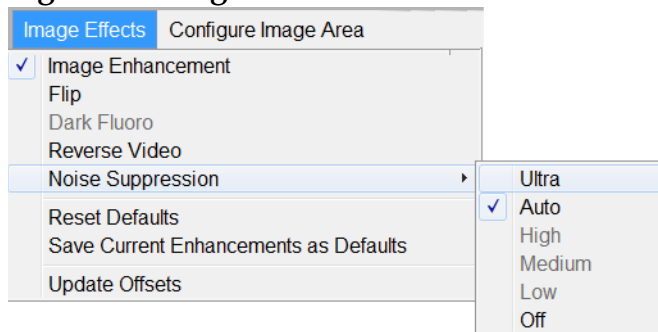 Image Effects Configure Image Area
✓ Image Enhancement
Flip
Dark Fluoro
Reverse Video
Noise Suppression
Reset Defaults
Save Current Enhancements as Defaults
Update Offsets
Ultra
✓ Auto
High
Medium
Low
Off